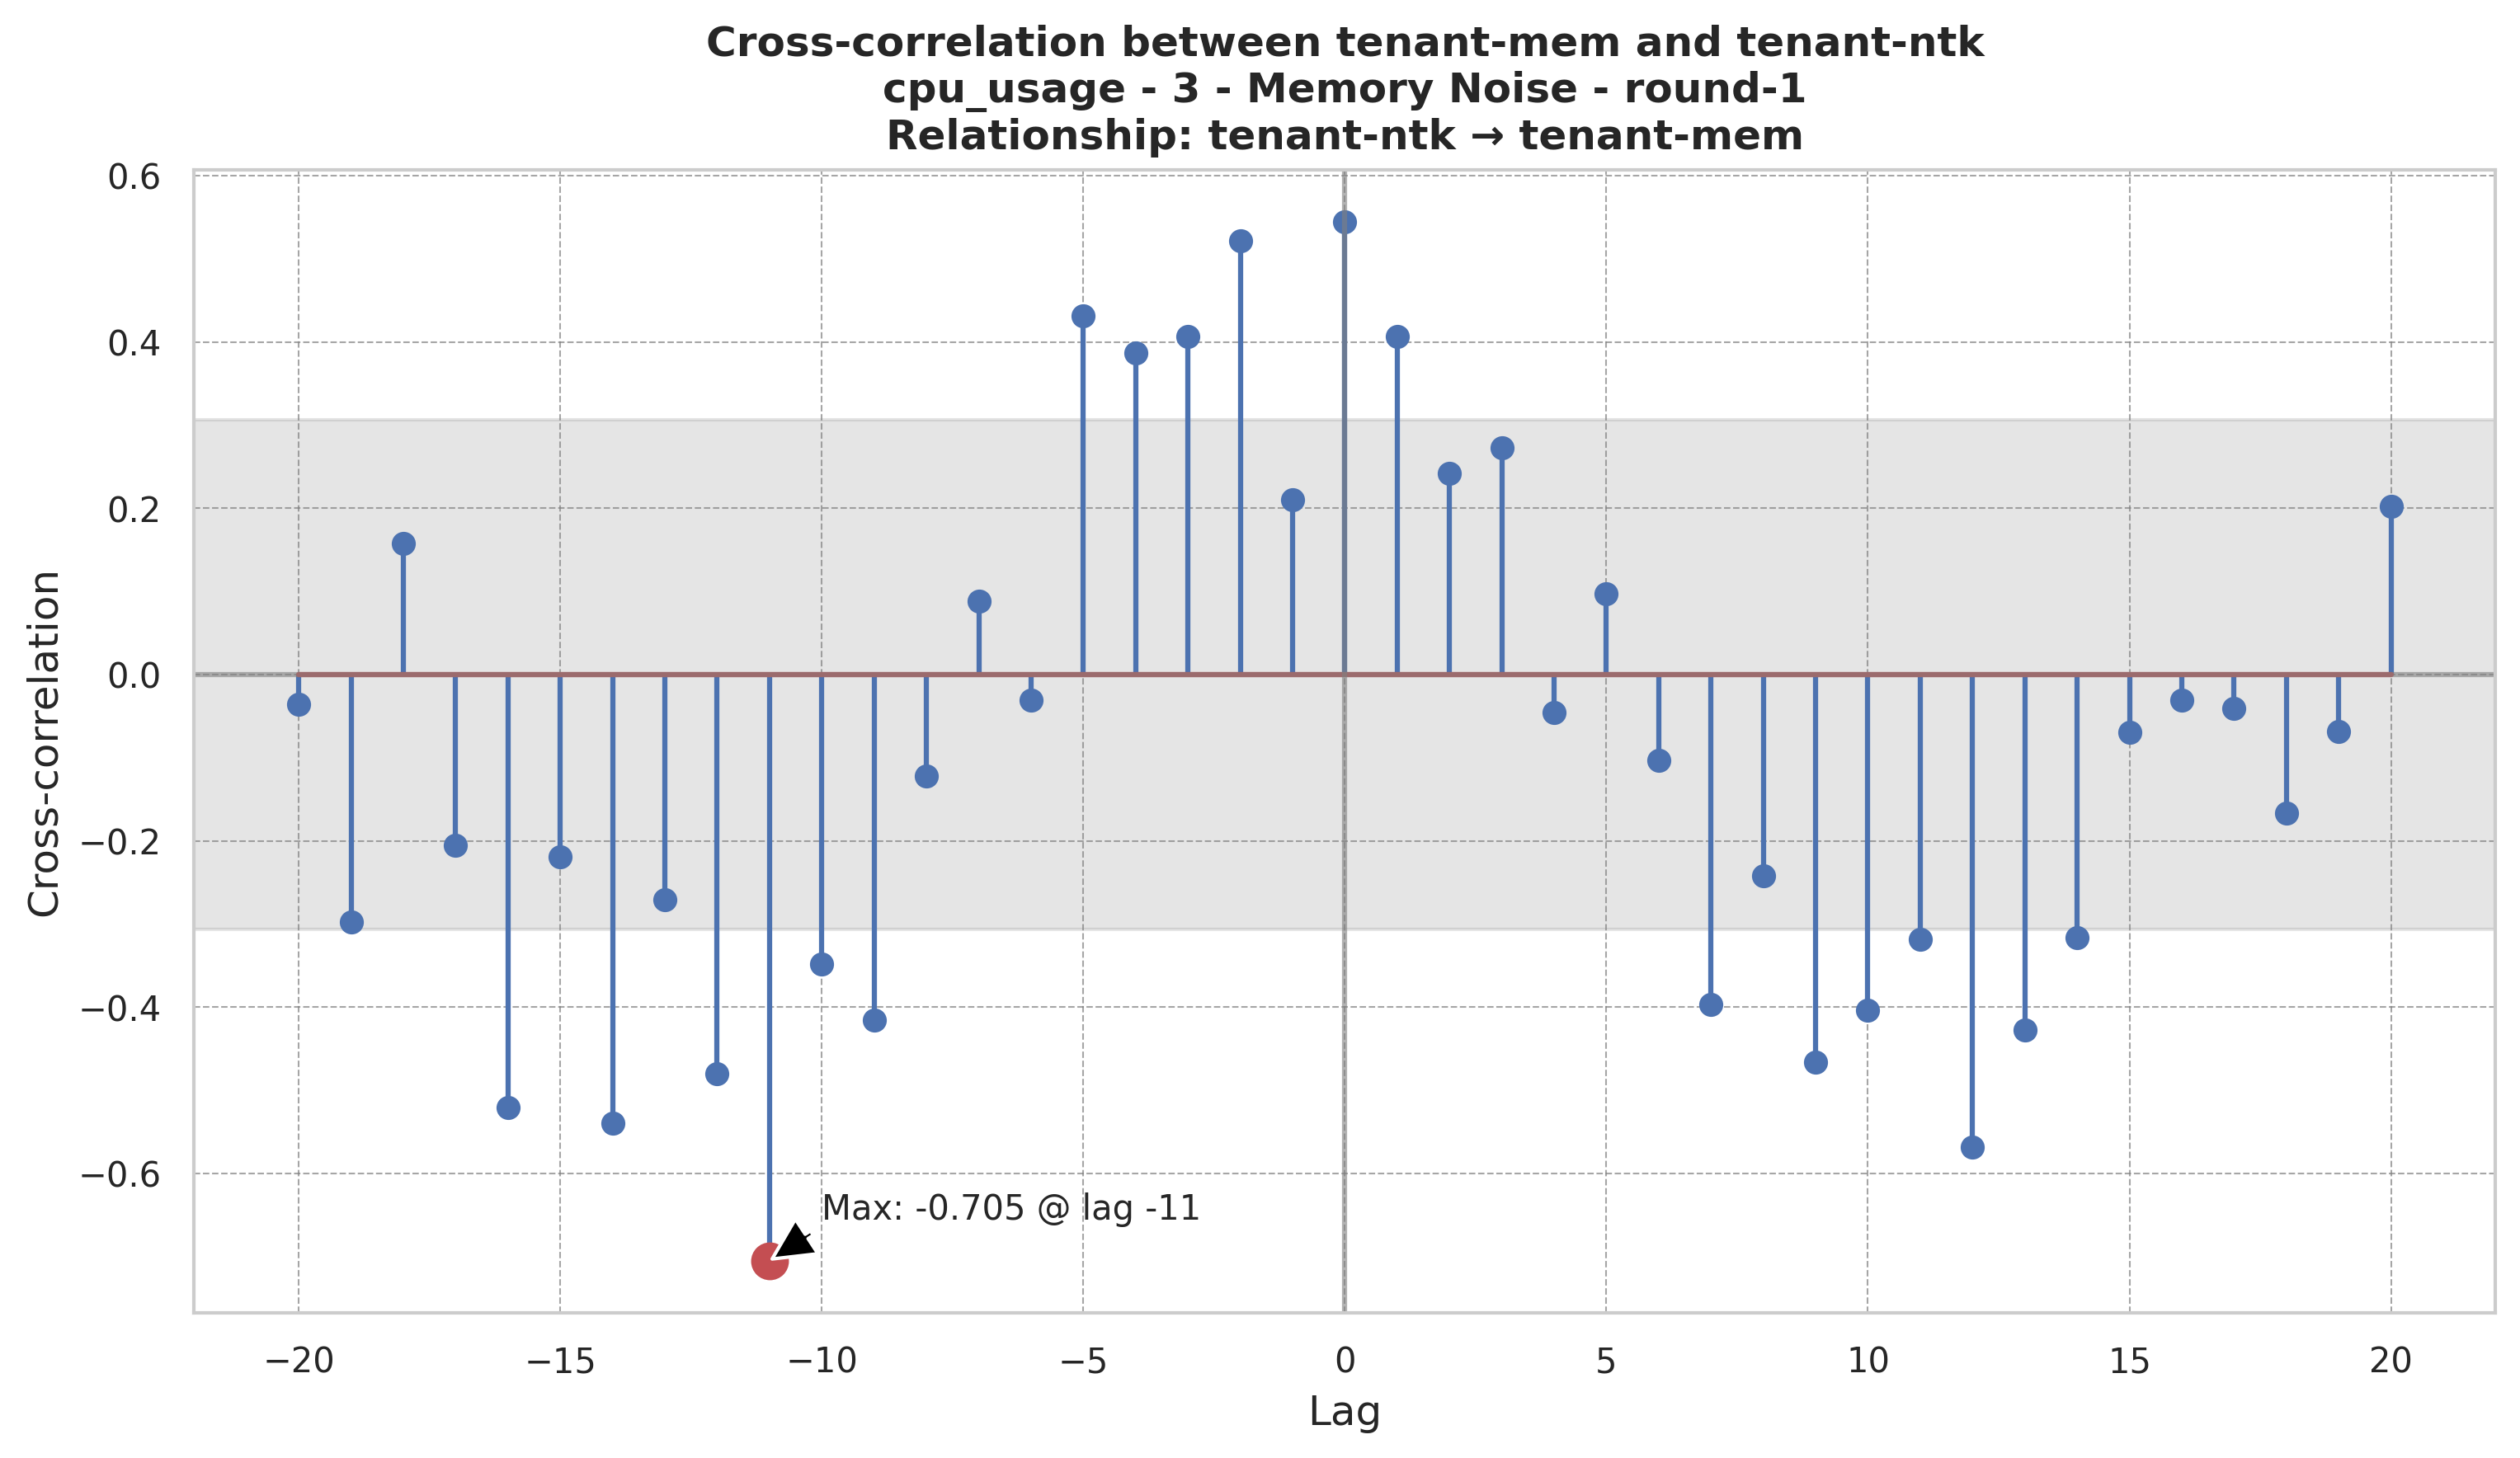 Cross-correlation between tenant-mem and tenant-ntk
cpu_usage - 3 - Memory Noise - round-1
Relationship: tenant-ntk → tenant-mem
0.6
0.4
0.2
0.0
−0.2
−0.4
−0.6
Cross-correlation
Max: -0.705 @ lag -11
−20
−15
−10
−5
0
5
10
15
20
Lag